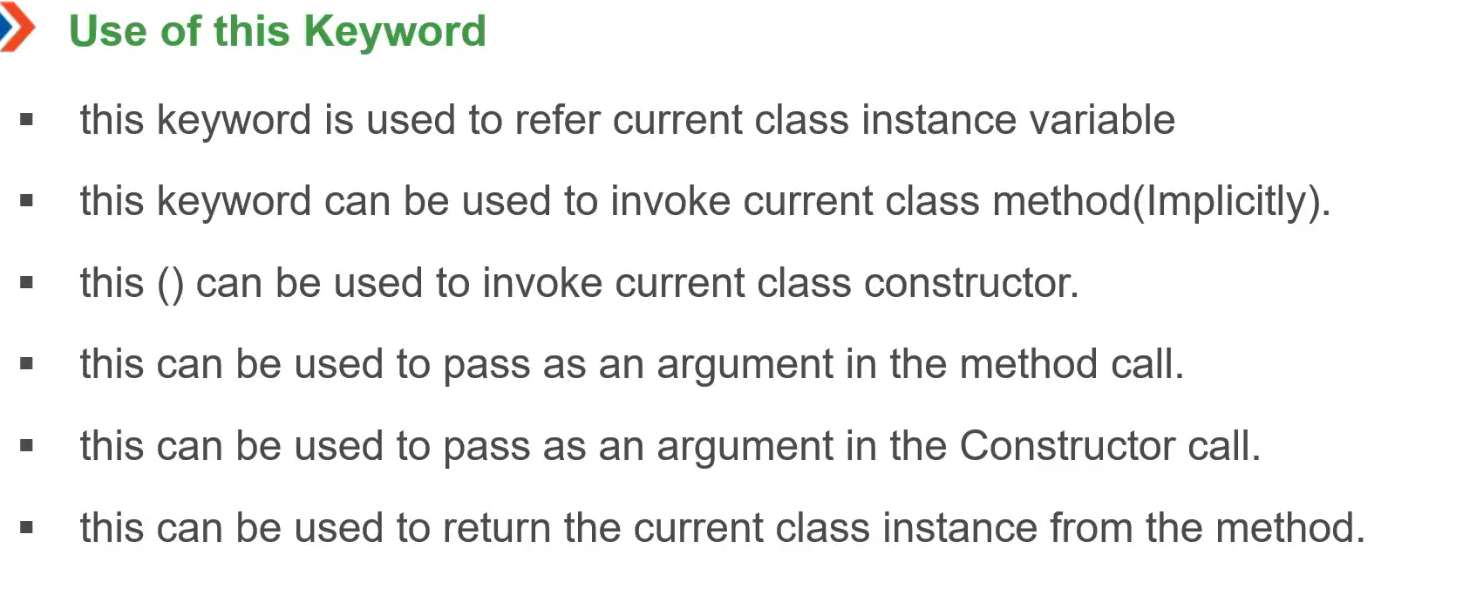 Use of this Keyword
▪ this keyword is used to refer current class instance variable
▪ this keyword can be used to invoke current class method(Implicitly).
▪ this () can be used to invoke current class constructor.
▪ this can be used to pass as an argument in the method call.
▪ this can be used to pass as an argument in the Constructor call.
▪ this can be used to return the current class instance from the method.